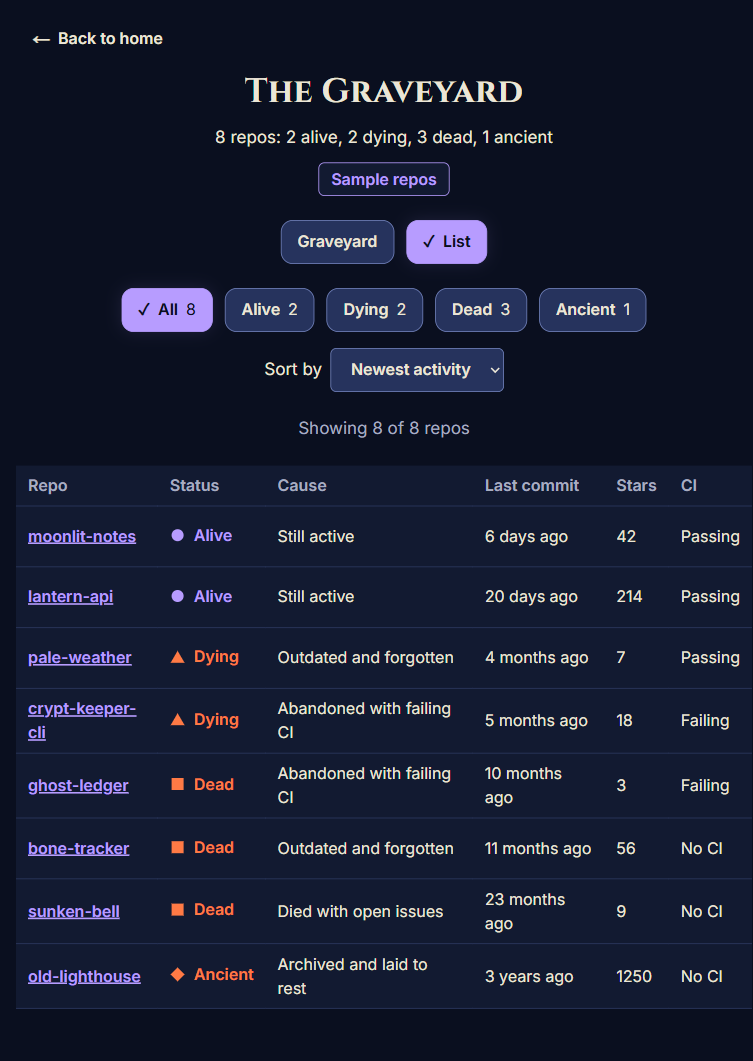 ← Back to home
The Graveyard
8 repos: 2 alive, 2 dying, 3 dead, 1 ancient
Sample repos
Graveyard ✓ List
✓ All 8 Alive 2 Dying 2 Dead 3 Ancient 1
Sort by Newest activity
Showing 8 of 8 repos
Repo Status Cause Last commit Stars CI
moonlit-notes ● Alive Still active 6 days ago 42 Passing
lantern-api ● Alive Still active 20 days ago 214 Passing
pale-weather ▲ Dying Outdated and forgotten 4 months ago 7 Passing
crypt-keeper-
cli ▲ Dying Abandoned with failing
CI 5 months ago 18 Failing
ghost-ledger ■ Dead Abandoned with failing
CI 10 months
ago 3 Failing
bone-tracker ■ Dead Outdated and forgotten 11 months ago 56 No CI
sunken-bell ■ Dead Died with open issues 23 months
ago 9 No CI
old-lighthouse ◆ Ancient Archived and laid to
rest 3 years ago 1250 No CI